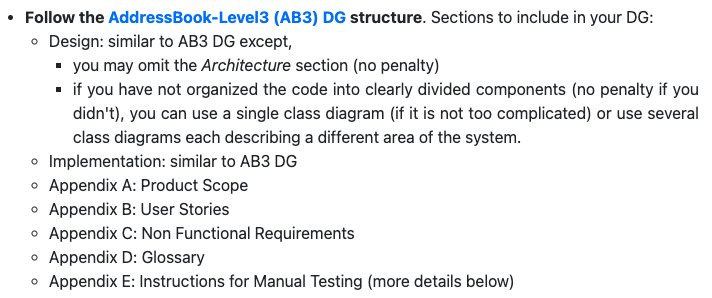 • Follow the AddressBook-Level3 (AB3) DG structure. Sections to include in your DG:
◦ Design: similar to AB3 DG except,
▪ you may omit the Architecture section (no penalty)
▪ if you have not organized the code into clearly divided components (no penalty if you
didn't), you can use a single class diagram (if it is not too complicated) or use several
class diagrams each describing a different area of the system.
◦ Implementation: similar to AB3 DG
◦ Appendix A: Product Scope
◦ Appendix B: User Stories
◦ Appendix C: Non Functional Requirements
◦ Appendix D: Glossary
◦ Appendix E: Instructions for Manual Testing (more details below)